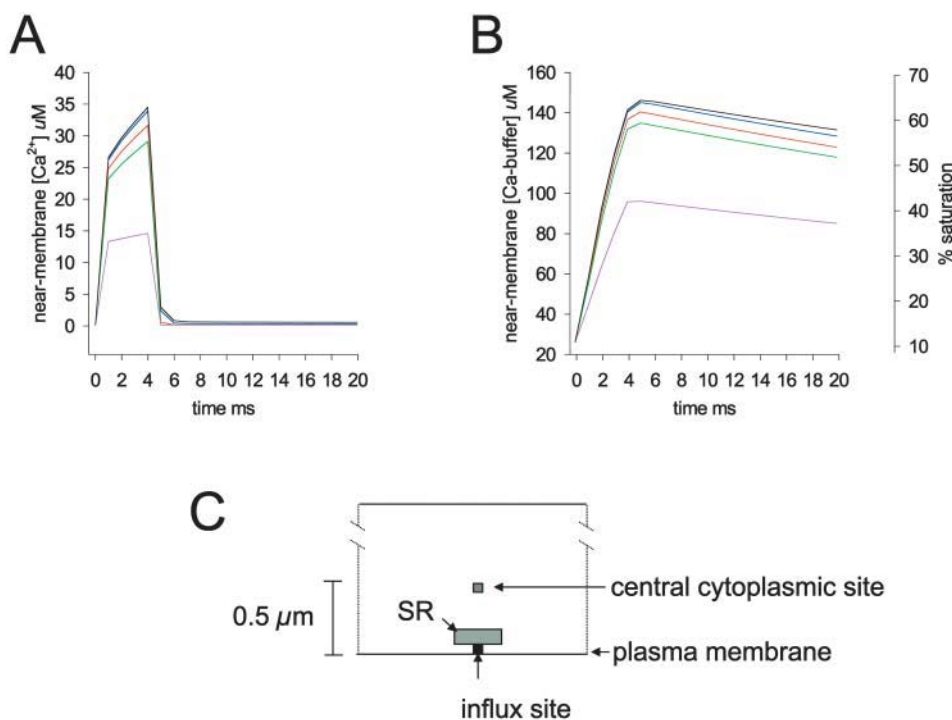 A
near-membrane [Ca2+] uM
40
35
30
25
20
15
10
5
0
0 2 4 6 8 10 12 14 16 18 20
time ms
B
near-membrane [Ca-buffer] uM
160
140
120
100
80
60
40
20
0 2 4 6 8 10 12 14 16 18 20
time ms
70
60
50
40
30
20
10
% saturation
C
0.5 µm
SR
central cytoplasmic site
plasma membrane
influx site